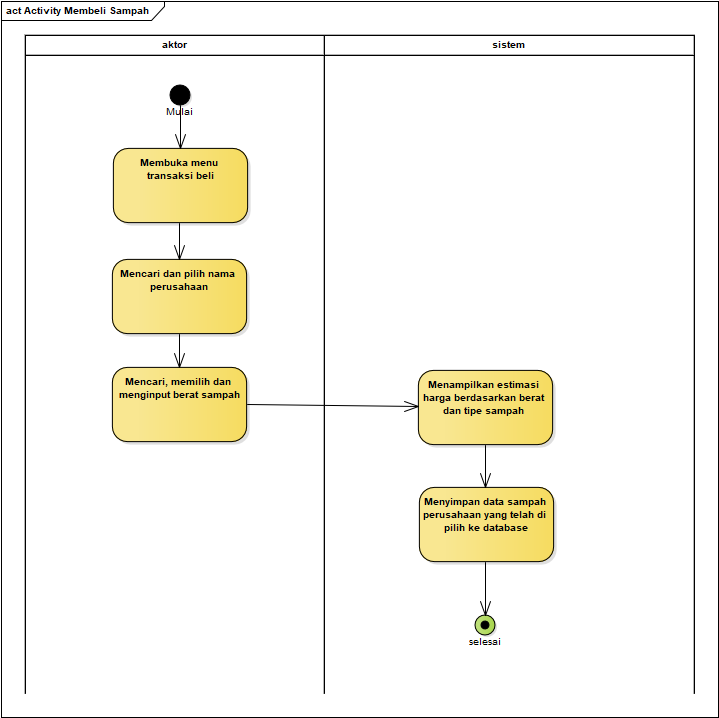 act Activity Membeli Sampah
aktor
sistem
Mulai
Membuka menu
transaksi beli
Mencari dan pilih nama
perusahaan
Mencari, memilih dan
menginput berat sampah
Menampilkan estimasi
harga berdasarkan berat
dan tipe sampah
Menyimpan data sampah
perusahaan yang telah di
pilih ke database
selesai